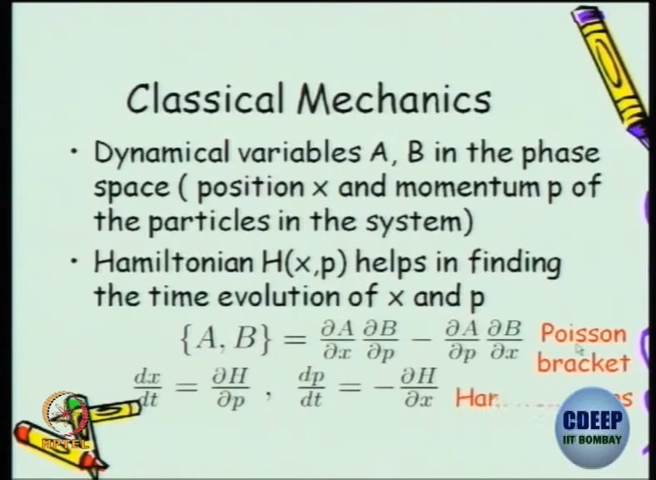 Classical Mechanics
• Dynamical variables A, B in the phase
space ( position x and momentum p of
the particles in the system)
• Hamiltonian H(x,p) helps in finding
the time evolution of x and p
{A, B} = ∂A/∂x ∂B/∂p − ∂A/∂p ∂B/∂x Poisson
bracket
dx/dt = ∂H/∂p , dp/dt = −∂H/∂x
NPTEL
CDEEP
IIT BOMBAY